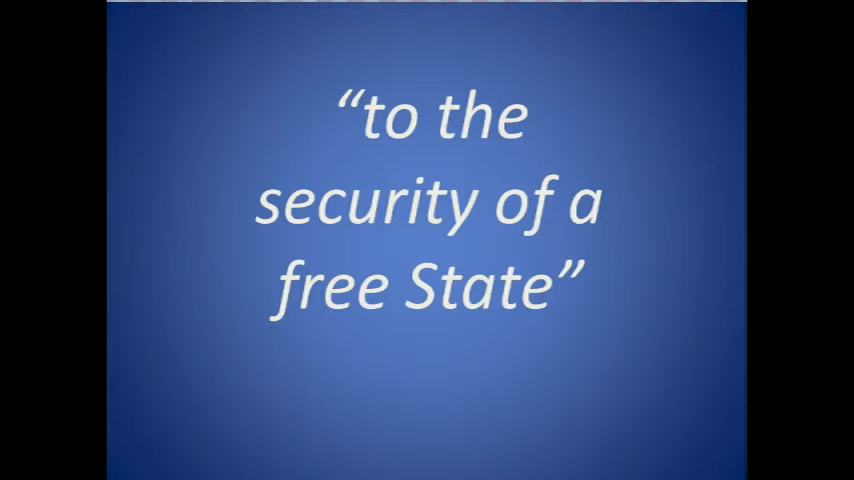 “to the
security of a
free State”